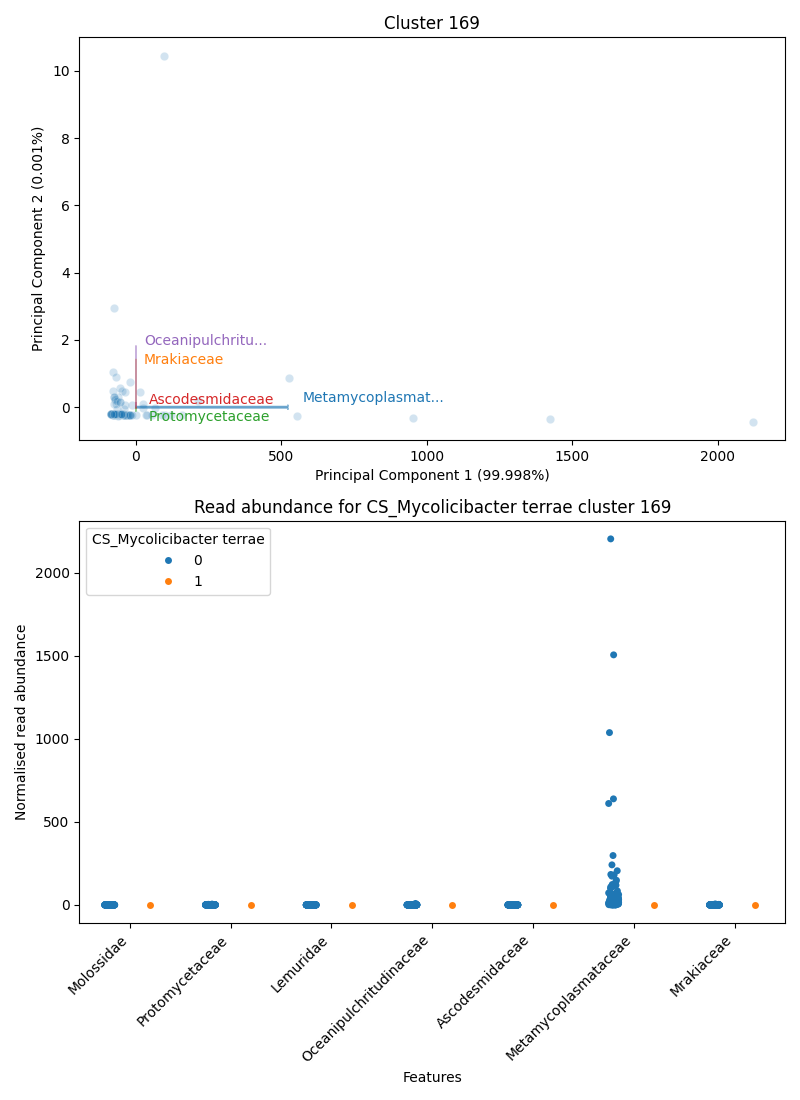 Cluster 169
Principal Component 2 (0.001%)
10
8
6
4
2
0
Oceanipulchritu...
Mrakiaceae
Ascodesmidaceae
Metamycoplasmat...
Protomycetaceae
0
500
1000
1500
2000
Principal Component 1 (99.998%)
Read abundance for CS_Mycolicibacter terrae cluster 169
CS_Mycolicibacter terrae
0
1
Normalised read abundance
2000
1500
1000
500
0
Molossidae
Protomycetaceae
Lemuridae
Oceanipulchritudinaceae
Ascodesmidaceae
Metamycoplasmataceae
Mrakiaceae
Features